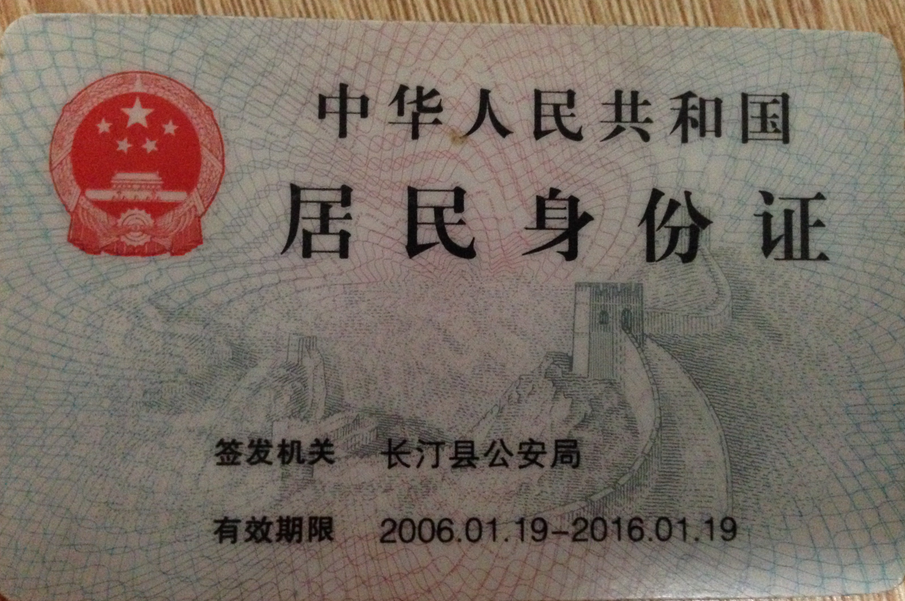 中华人民共和国
居民身份证
签发机关 长汀县公安局
有效期限 2006.01.19-2016.01.19